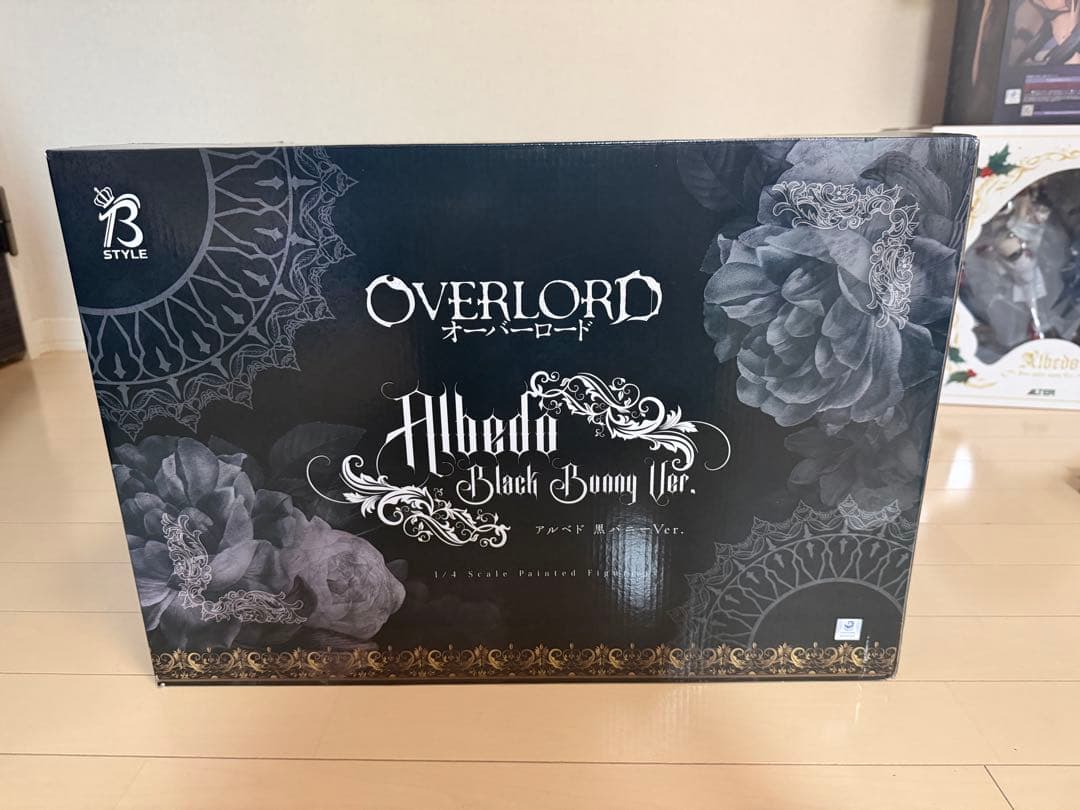 B
STYLE
OVERLORD
オーバーロード
Albedo
Black Bunny Ver.
アルベド 黒バニーVer.
1/4 Scale Painted
Albedo
ALTER